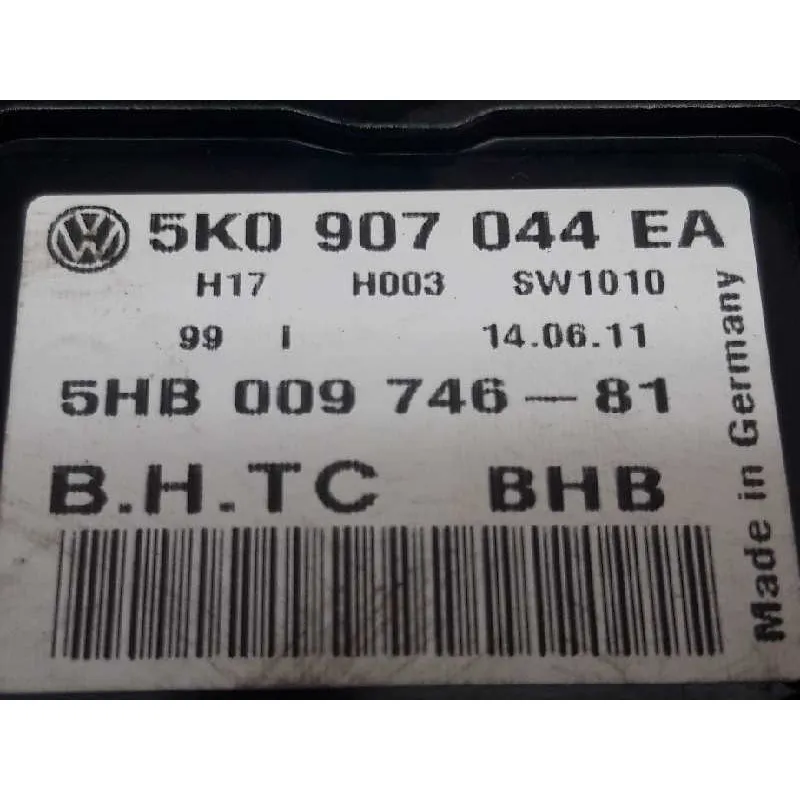 5K0 907 044 EA
H17 H003 SW1010
99 I 14.06.11
5HB 009 746-81
B.H.TC BHB
Made in Germany